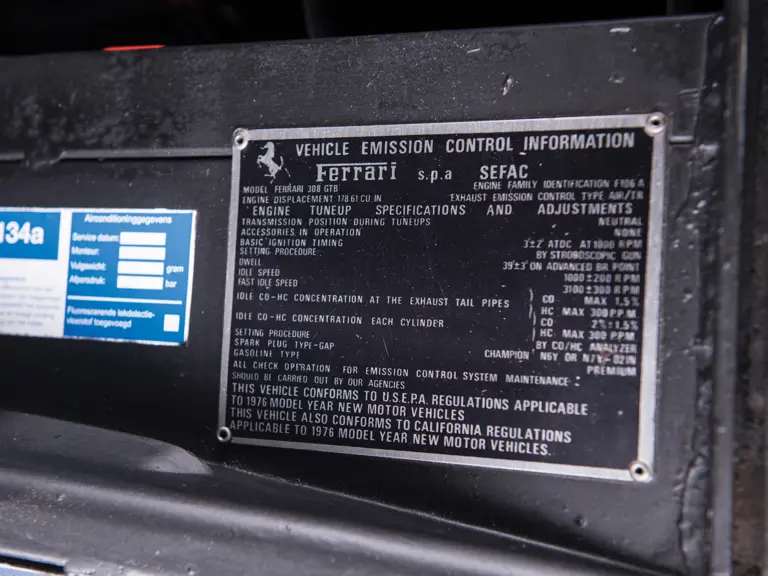 134a
Airconditioninggegevens
Service datum:
Monteur:
Vulgewicht: gram
Afpersdruk: bar
Fluorescerende lekdetectie-
vloeistof toegevoegd
VEHICLE EMISSION CONTROL INFORMATION
Ferrari s.p.a SEFAC
MODEL FERRARI 308 GTB ENGINE FAMILY IDENTIFICATION F106 A
ENGINE DISPLACEMENT 178.61 CU. IN EXHAUST EMISSION CONTROL TYPE AIR/TR
ENGINE TUNEUP SPECIFICATIONS AND ADJUSTMENTS
TRANSMISSION POSITION DURING TUNEUPS NEUTRAL
ACCESSORIES IN OPERATION NONE
BASIC IGNITION TIMING 3±2° ATDC AT 1000 RPM
SETTING PROCEDURE BY STROBOSCOPIC GUN
DWELL 39±3° ON ADVANCED BR POINT
IDLE SPEED 1000±200 RPM
FAST IDLE SPEED 3100±300 RPM
IDLE CO-HC CONCENTRATION AT THE EXHAUST TAIL PIPES } CO MAX 1.5%
HC MAX 300 PPM
IDLE CO-HC CONCENTRATION EACH CYLINDER } CO 2%±1.5%
HC MAX 300 PPM
SETTING PROCEDURE BY CO/HC ANALYZER
SPARK PLUG TYPE-GAP CHAMPION N6Y OR N7Y
GASOLINE TYPE PREMIUM
ALL CHECK OPERATION FOR EMISSION CONTROL SYSTEM MAINTENANCE
SHOULD BE CARRIED OUT BY OUR AGENCIES
THIS VEHICLE CONFORMS TO U.S.E.P.A. REGULATIONS APPLICABLE
TO 1976 MODEL YEAR NEW MOTOR VEHICLES
THIS VEHICLE ALSO CONFORMS TO CALIFORNIA REGULATIONS
APPLICABLE TO 1976 MODEL YEAR NEW MOTOR VEHICLES.